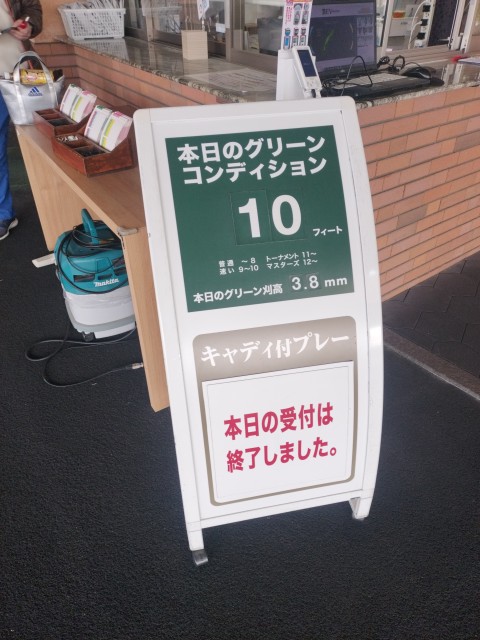 本日のグリーン
コンディション
10 フィート
普通 ～8 トーナメント 11～
速い 9～10 マスターズ 12～
本日のグリーン刈高 3.8 mm
キャディ付プレー
本日の受付は
終了しました。
makita
adidas